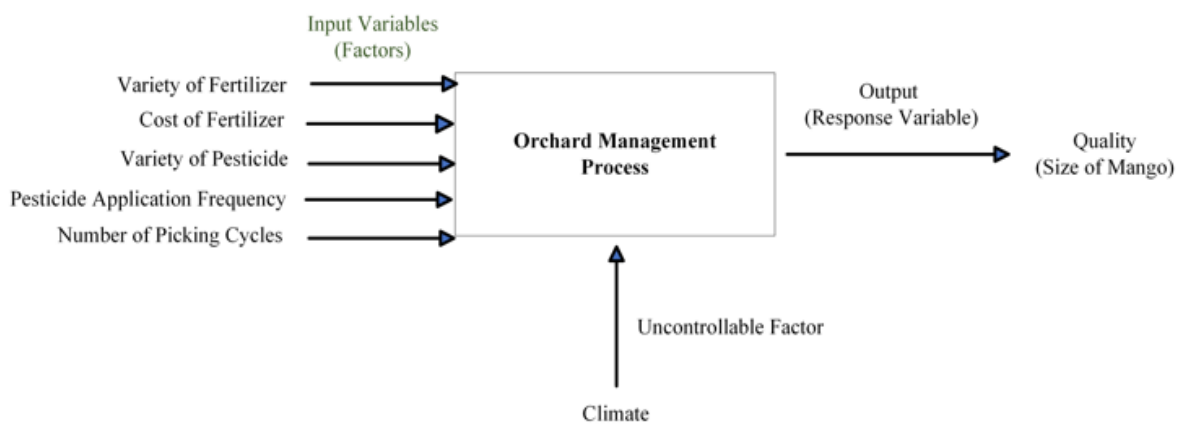 Input Variables
(Factors)
Variety of Fertilizer
Cost of Fertilizer
Variety of Pesticide
Pesticide Application Frequency
Number of Picking Cycles
Orchard Management
Process
Output
(Response Variable)
Quality
(Size of Mango)
Uncontrollable Factor
Climate